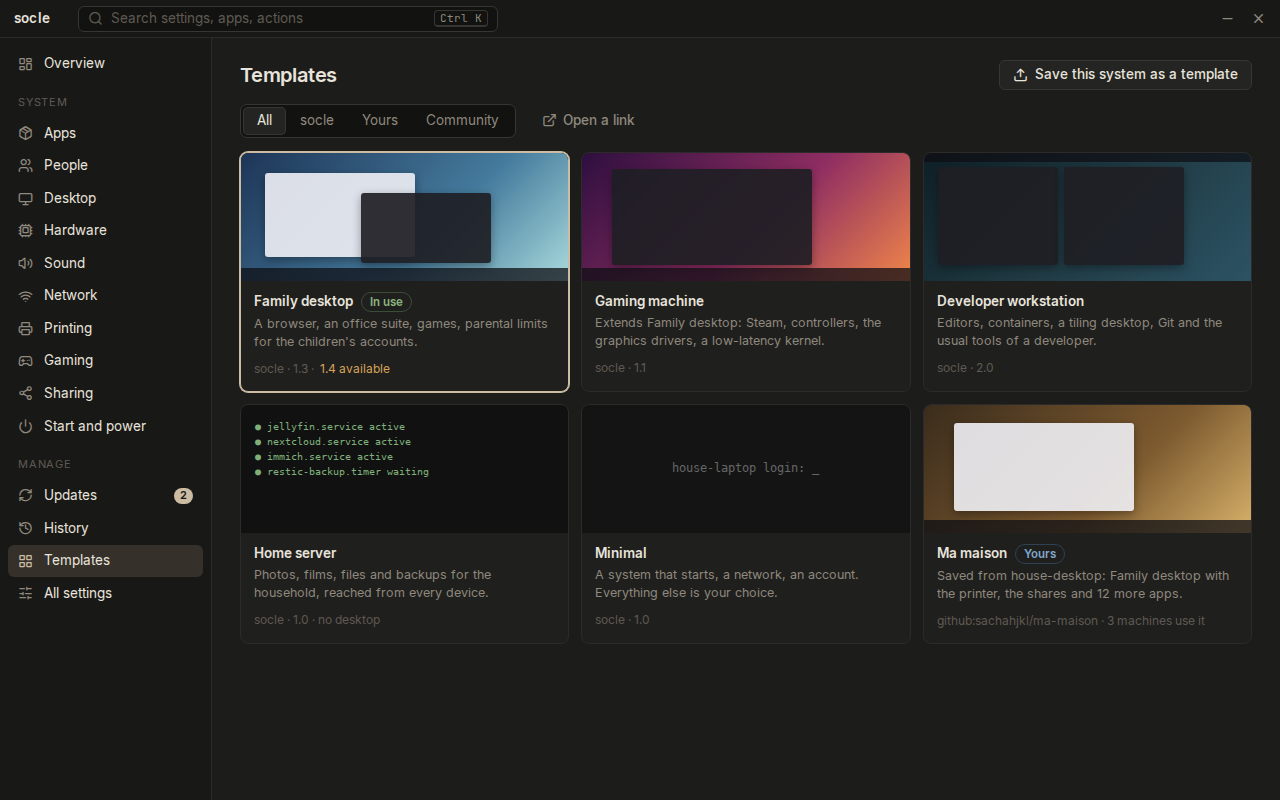 socle
Search settings, apps, actions
Ctrl K
Overview
SYSTEM
Apps
People
Desktop
Hardware
Sound
Network
Printing
Gaming
Sharing
Start and power
MANAGE
Updates 2
History
Templates
All settings
Templates
Save this system as a template
All socle Yours Community
Open a link
Family desktop In use
A browser, an office suite, games, parental limits
for the children's accounts.
socle · 1.3 · 1.4 available
Gaming machine
Extends Family desktop: Steam, controllers, the
graphics drivers, a low-latency kernel.
socle · 1.1
Developer workstation
Editors, containers, a tiling desktop, Git and the
usual tools of a developer.
socle · 2.0
● jellyfin.service active
● nextcloud.service active
● immich.service active
● restic-backup.timer waiting
Home server
Photos, films, files and backups for the
household, reached from every device.
socle · 1.0 · no desktop
house-laptop login: _
Minimal
A system that starts, a network, an account.
Everything else is your choice.
socle · 1.0
Ma maison Yours
Saved from house-desktop: Family desktop with
the printer, the shares and 12 more apps.
github:sachahjkl/ma-maison · 3 machines use it